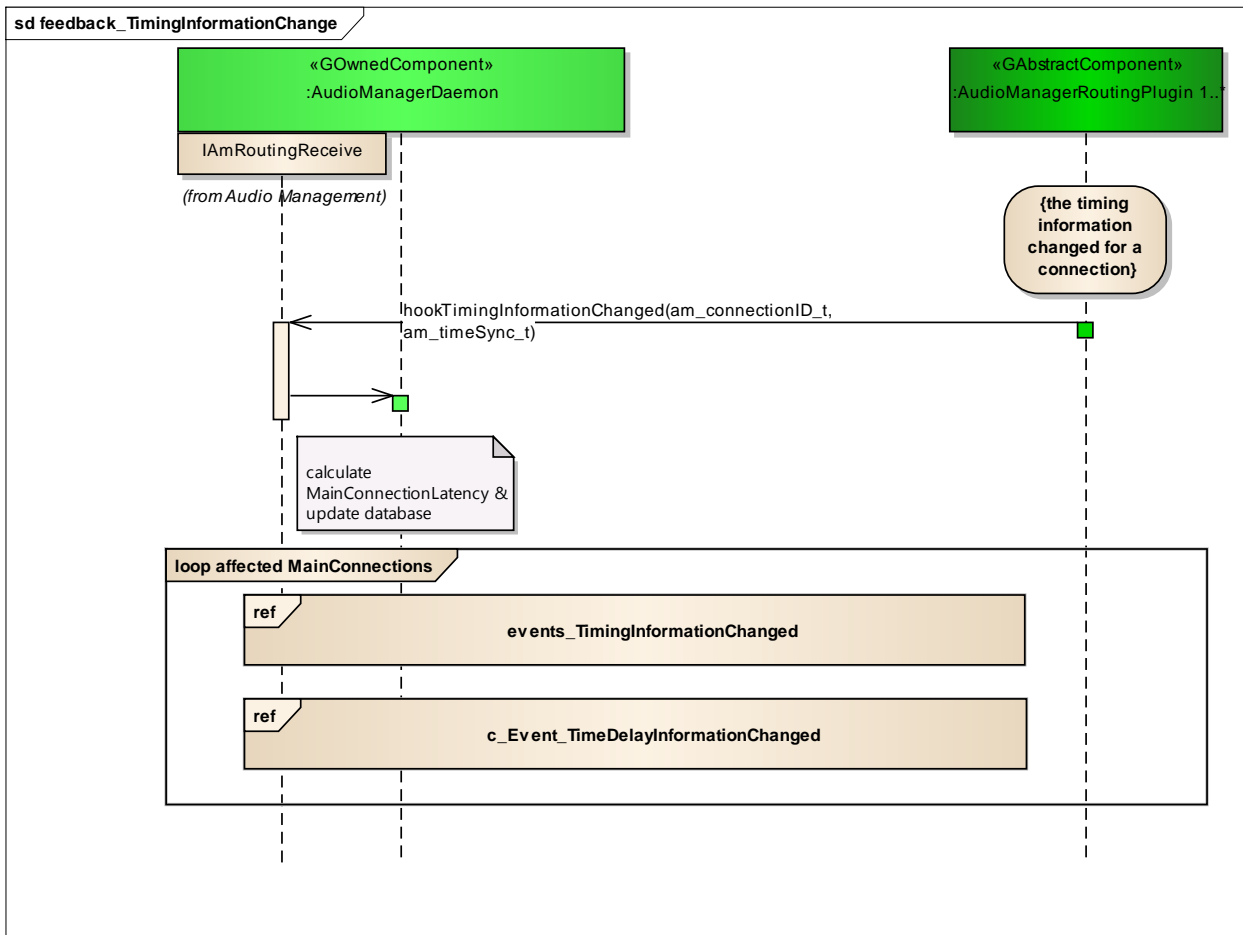 sd feedback_TimingInformationChange
«GOwnedComponent»
:AudioManagerDaemon
«GAbstractComponent»
:AudioManagerRoutingPlugin 1..*
IAmRoutingReceive
(from Audio Management)
{the timing
information
changed for a
connection}
hookTimingInformationChanged(am_connectionID_t,
am_timeSync_t)
calculate
MainConnectionLatency &
update database
loop affected MainConnections
ref
events_TimingInformationChanged
ref
c_Event_TimeDelayInformationChanged